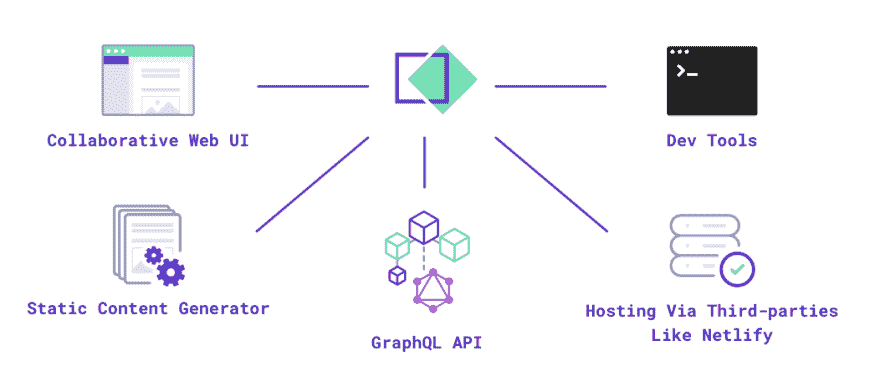 Collaborative Web UI
Dev Tools
Static Content Generator
GraphQL API
Hosting Via Third-parties
Like Netlify